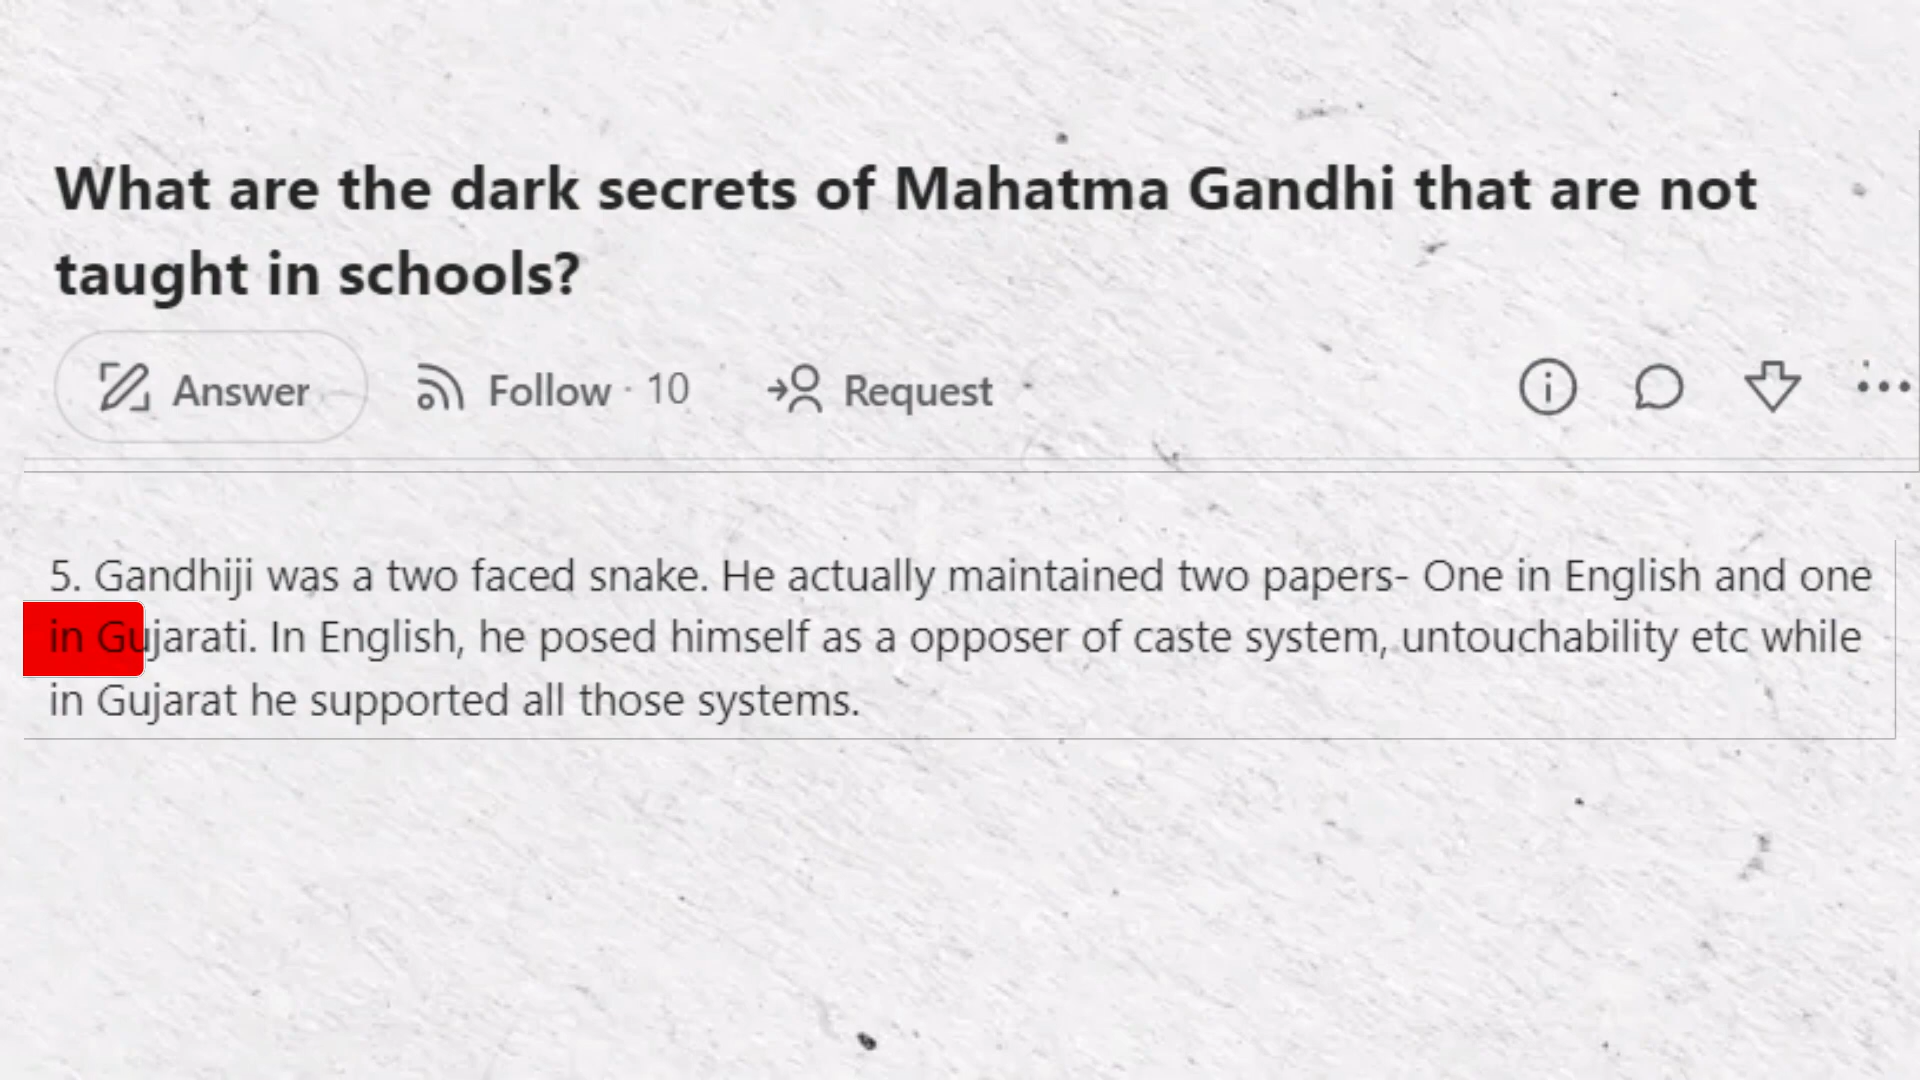 What are the dark secrets of Mahatma Gandhi that are not
taught in schools?
Answer Follow · 10 Request
5. Gandhiji was a two faced snake. He actually maintained two papers- One in English and one
in Gujarati. In English, he posed himself as a opposer of caste system, untouchability etc while
in Gujarat he supported all those systems.